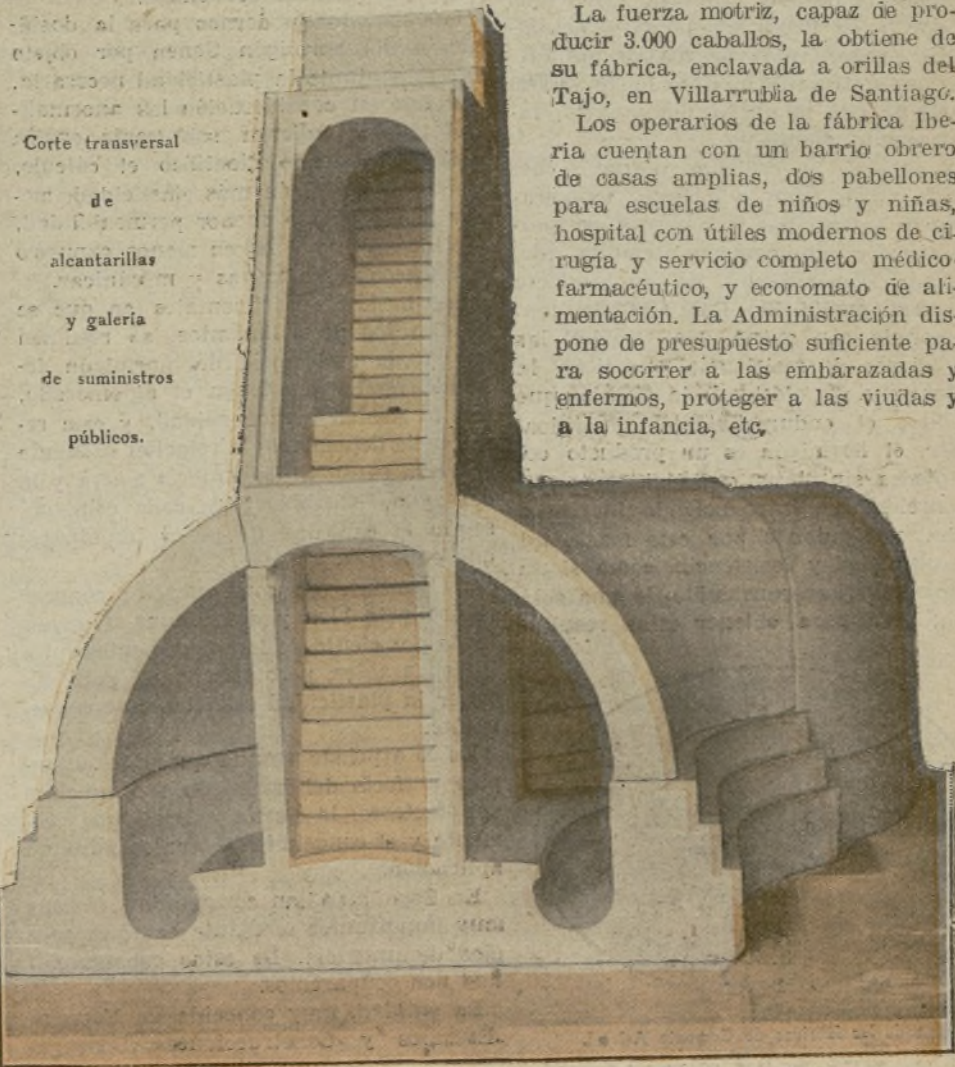 Corte transversal
de
alcantarillas
y galería
de suministros
públicos.
La fuerza motriz, capaz de pro-
ducir 3.000 caballos, la obtiene de
su fábrica, enclavada a orillas del
Tajo, en Villarrubia de Santiago.
Los operarios de la fábrica Ibe-
ria cuentan con un barrio obrero
de casas amplias, dos pabellones
para escuelas de niños y niñas,
hospital con útiles modernos de ci-
rugía y servicio completo médico
farmacéutico, y economato de ali-
mentación. La Administración dis-
pone de presupuesto suficiente pa-
ra socorrer a las embarazadas y
enfermos, proteger a las viudas y
a la infancia, etc.